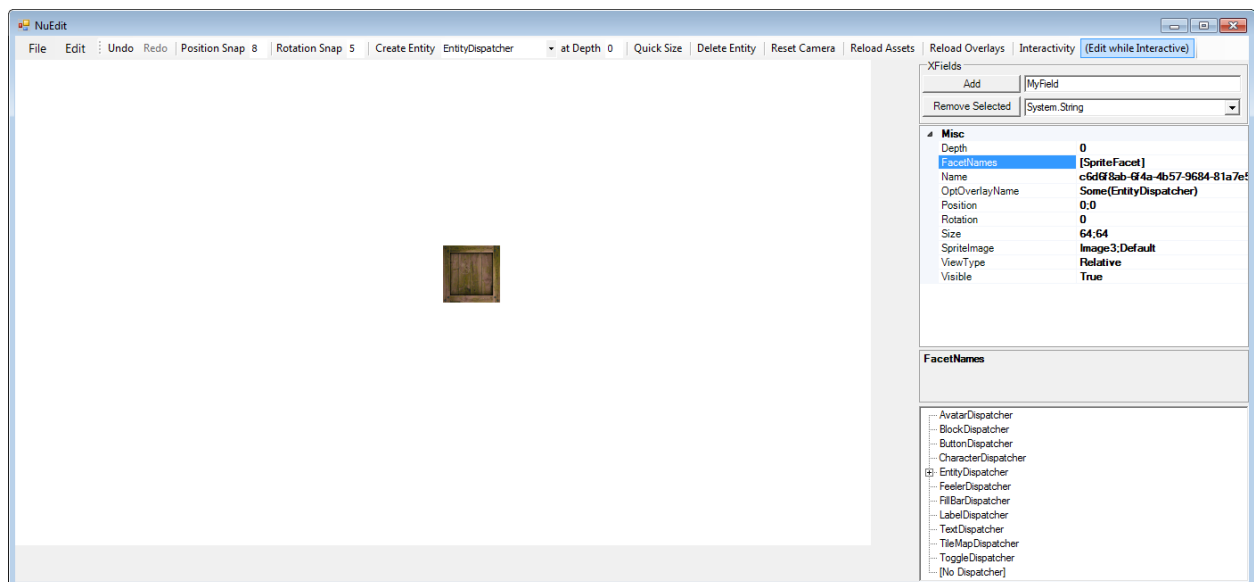 NuEdit
File Edit Undo Redo Position Snap 8 Rotation Snap 5 Create Entity EntityDispatcher at Depth 0 Quick Size Delete Entity Reset Camera Reload Assets Reload Overlays Interactivity (Edit while Interactive)
XFields
Add MyField
Remove Selected System.String
Misc
Depth 0
FacetNames [SpriteFacet]
Name c6d6f8ab-6f4a-4b57-9684-81a7e5
OptOverlayName Some(EntityDispatcher)
Position 0;0
Rotation 0
Size 64;64
SpriteImage Image3;Default
ViewType Relative
Visible True
FacetNames
AvatarDispatcher
BlockDispatcher
ButtonDispatcher
CharacterDispatcher
EntityDispatcher
FeelerDispatcher
FillBarDispatcher
LabelDispatcher
TextDispatcher
TileMapDispatcher
ToggleDispatcher
[No Dispatcher]